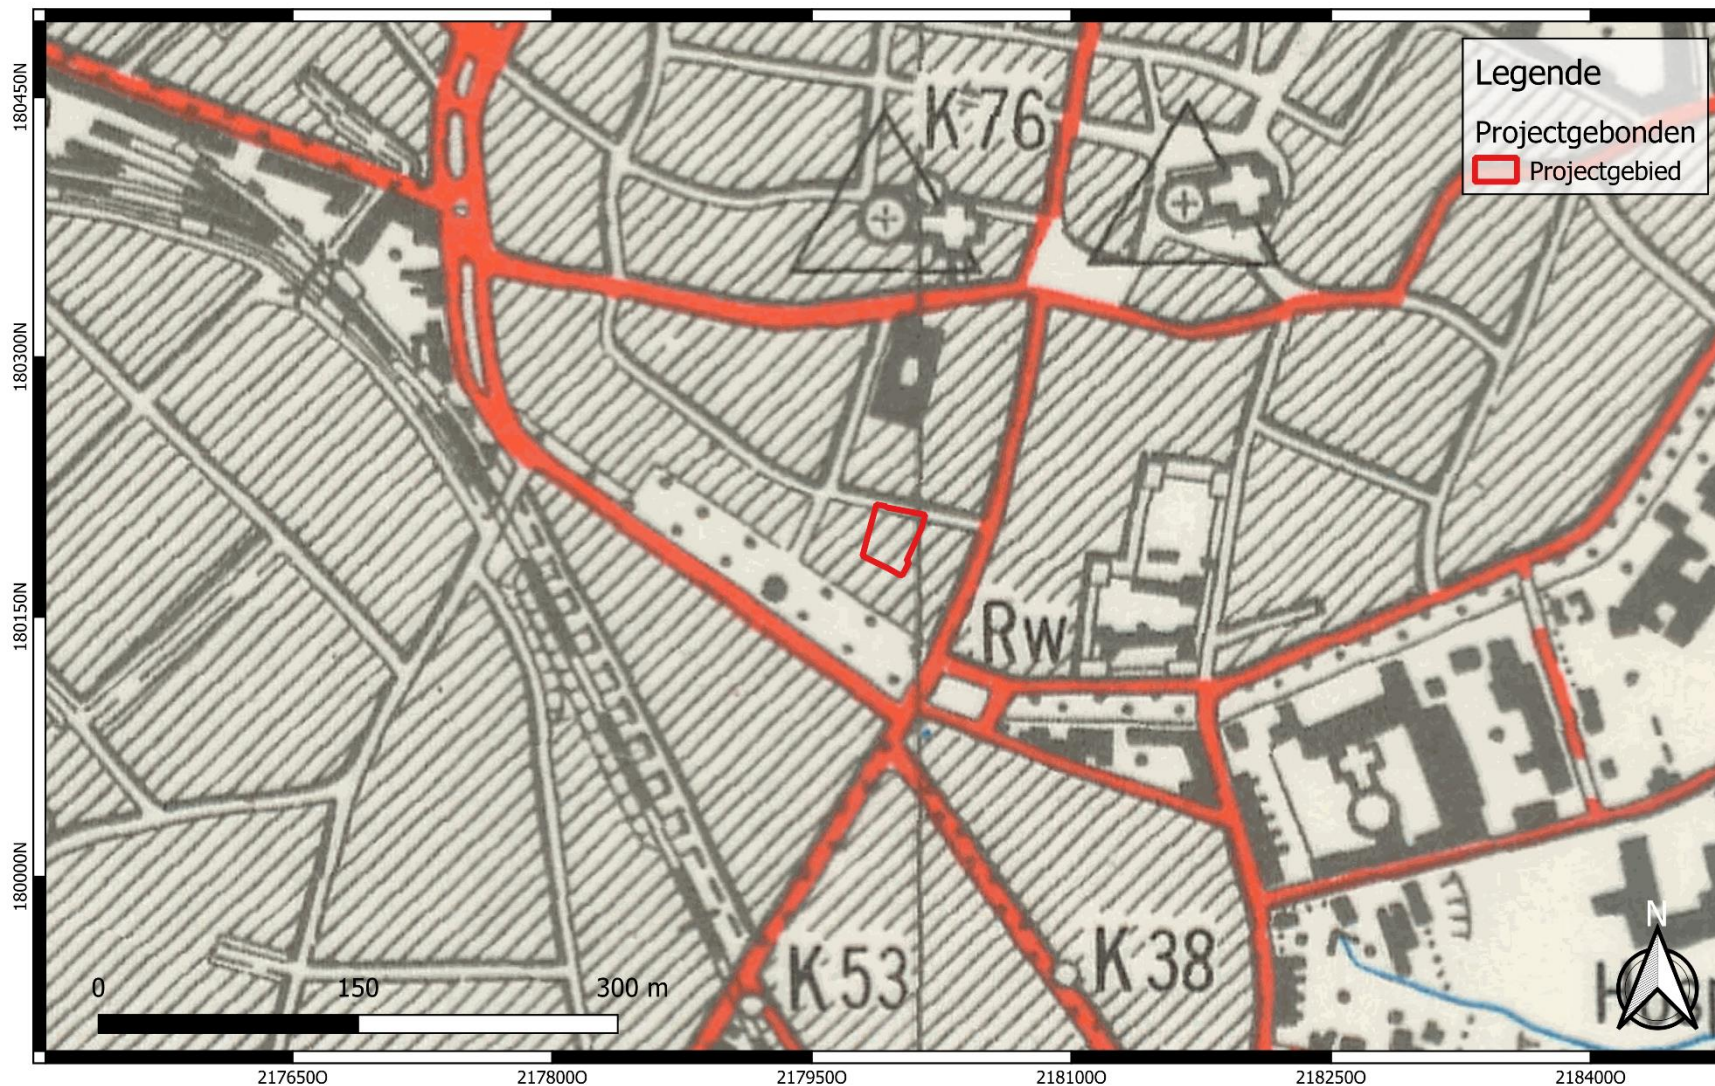 Legende
Projectgebonden
Projectgebied
K 76
180450N
180300N
180150N
180000N
Rw
K 53
K 38
N
0 150 300 m
217650O 217800O 217950O 218100O 218250O 218400O